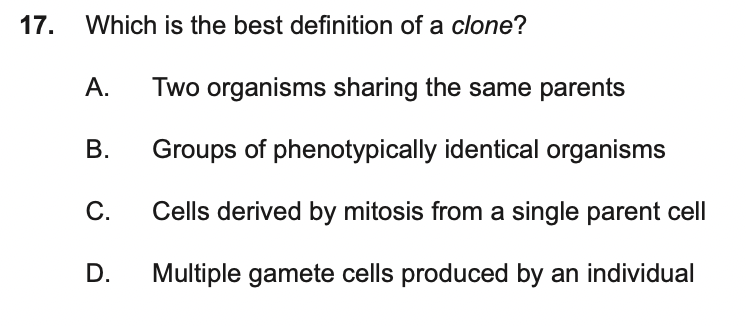 17. Which is the best definition of a clone?
A. Two organisms sharing the same parents
B. Groups of phenotypically identical organisms
C. Cells derived by mitosis from a single parent cell
D. Multiple gamete cells produced by an individual